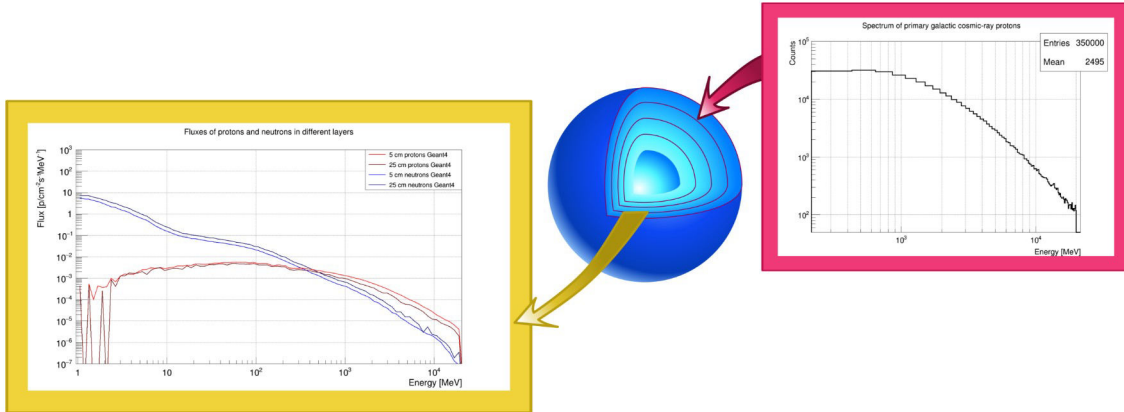 Fluxes of protons and neutrons in different layers
Flux [p/cm⁻²s⁻¹MeV⁻¹]
10³
10²
10
1
10⁻¹
10⁻²
10⁻³
10⁻⁴
10⁻⁵
10⁻⁶
10⁻⁷
5 cm protons Geant4
25 cm protons Geant4
5 cm neutrons Geant4
25 cm neutrons Geant4
1
10
10²
10³
10⁴
Energy [MeV]
Spectrum of primary galactic cosmic-ray protons
Counts
10⁵
10⁴
10³
10²
Entries 350000
Mean 2495
10³
10⁴
Energy [MeV]